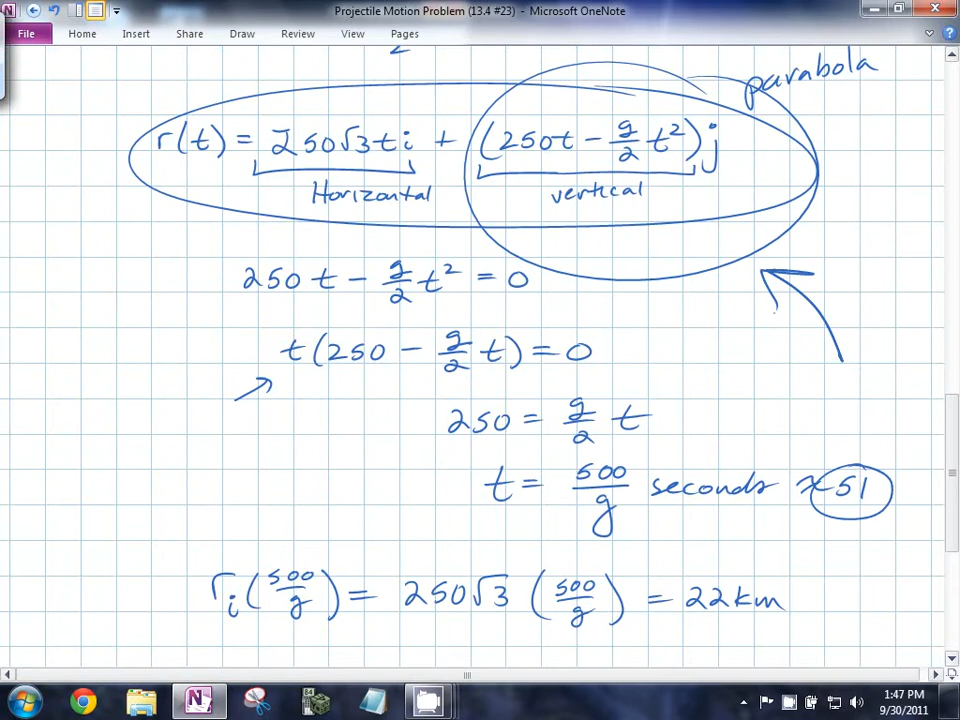 Projectile Motion Problem (13.4 #23) - Microsoft OneNote
File Home Insert Share Draw Review View Pages
2
parabola
r(t) = 250√3 t i + (250t - g/2 t²) j
Horizontal vertical
250 t - g/2 t² = 0
t(250 - g/2 t) = 0
250 = g/2 t
t = 500/g seconds ≈ 51
r_i(500/g) = 250√3 (500/g) = 22 km
1:47 PM
9/30/2011